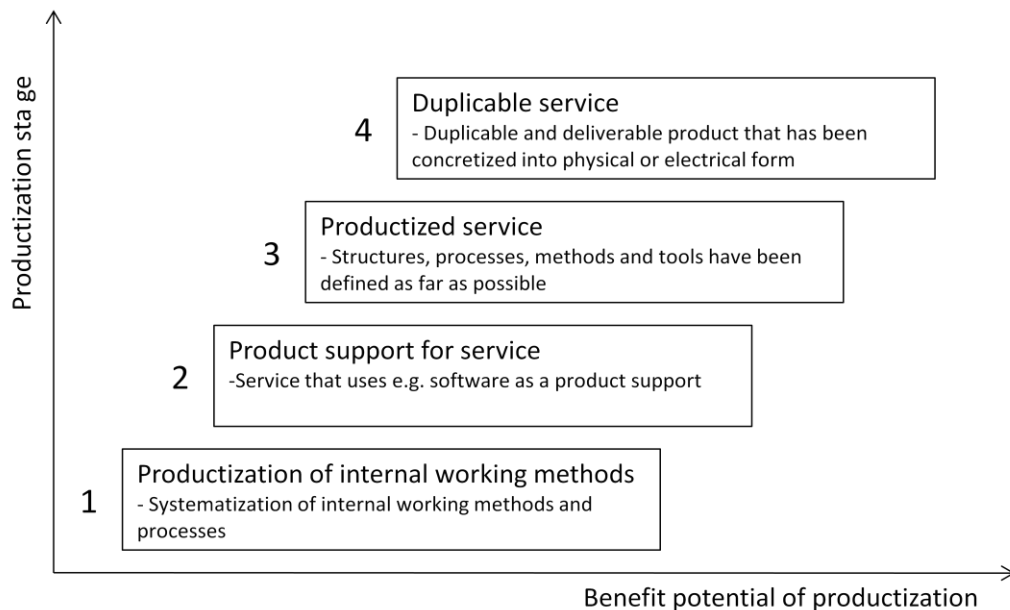 Productization sta ge
4
Duplicable service
- Duplicable and deliverable product that has been
concretized into physical or electrical form
3
Productized service
- Structures, processes, methods and tools have been
defined as far as possible
2
Product support for service
-Service that uses e.g. software as a product support
1
Productization of internal working methods
- Systematization of internal working methods and
processes
Benefit potential of productization